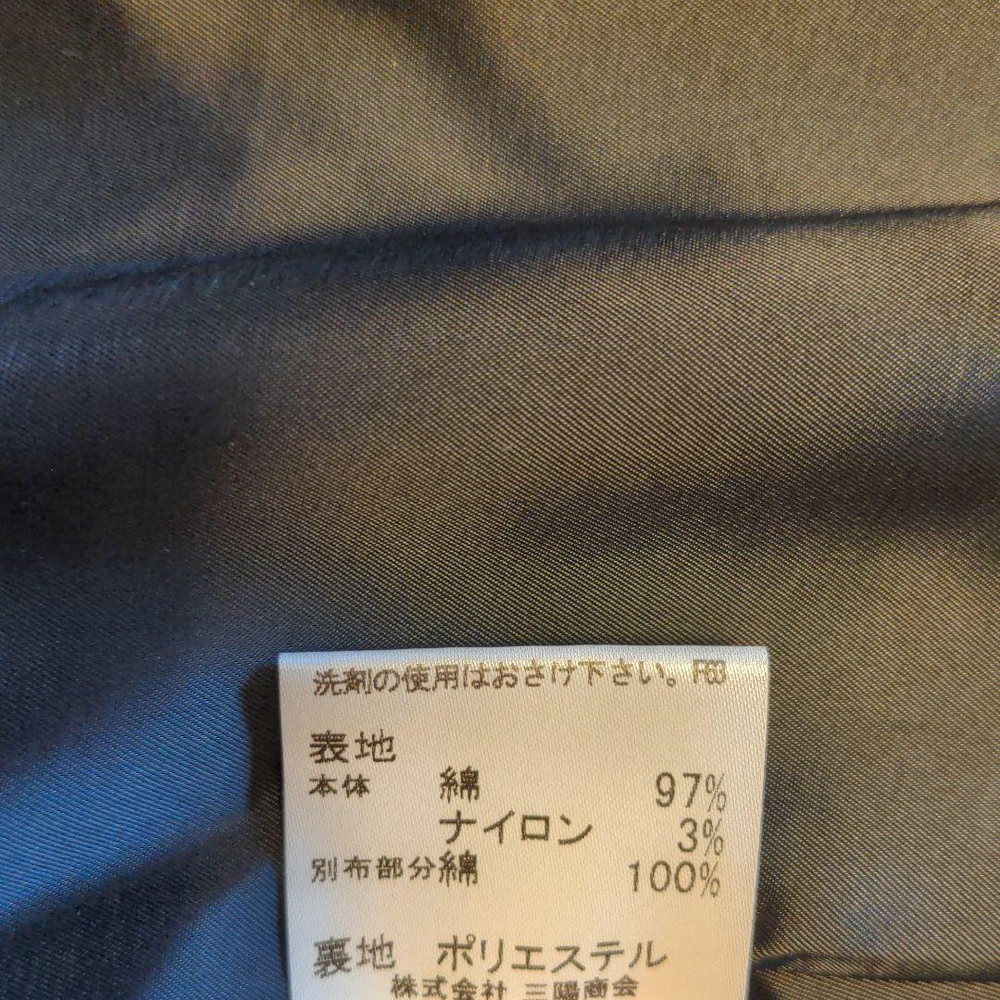 洗剤の使用はおさけ下さい。F63
表地
本体 綿 97%
ナイロン 3%
別布部分綿 100%
裏地 ポリエステル
株式会社 三陽商会